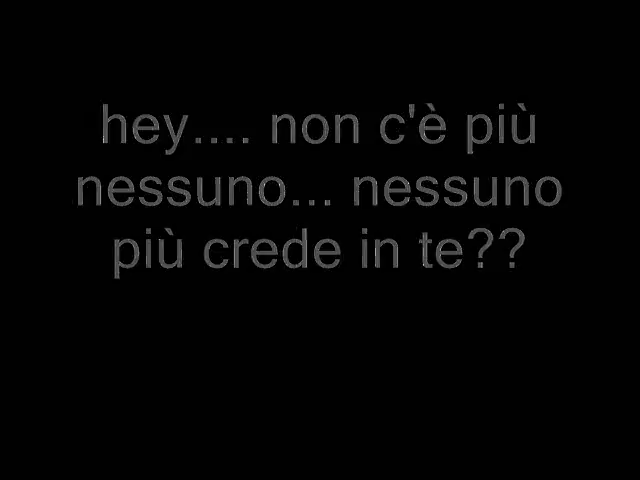 hey.... non c'è più
nessuno... nessuno
più crede in te??